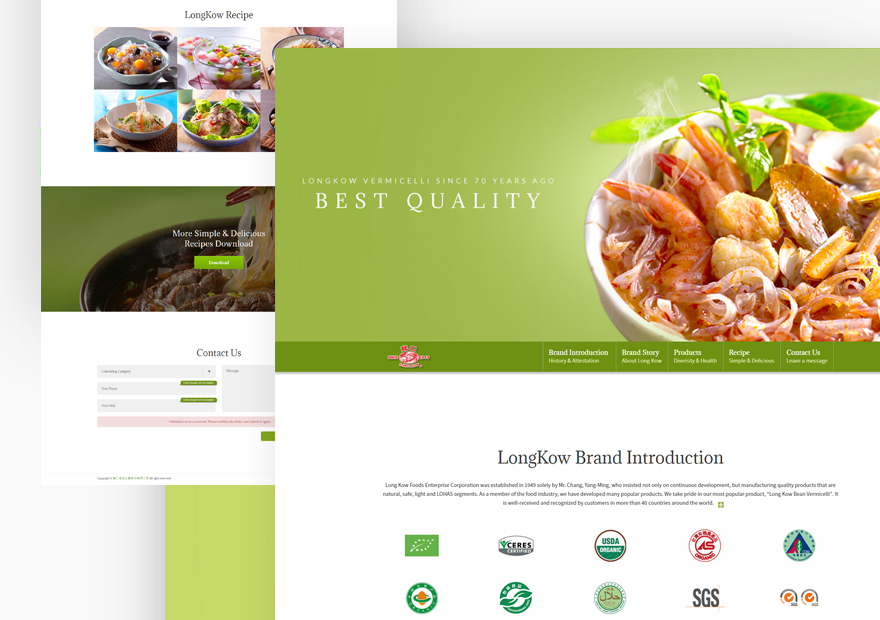 LongKow Recipe
More Simple & Delicious
Recipes Download
Download
Contact Us
Consulting Category
Message
Your Name
Your Mail
LONGKOW VERMICELLI SINCE 70 YEARS AGO
BEST QUALITY
Brand Introduction
History & Attestation
Brand Story
About Long Kow
Products
Diversity & Health
Recipe
Simple & Delicious
Contact Us
Leave a message
LongKow Brand Introduction
Long Kow Foods Enterprise Corporation was established in 1949 solely by Mr. Chang, Yang-Ming, who insisted not only on continuous development, but manufacturing quality products that are
natural, safe, light and LOHAS segments. As a member of the food industry, we have developed many popular products. We take pride in our most popular product, "Long Kow Bean Vermicelli". It
is well-received and recognized by customers in more than 40 countries around the world.
CERES
CERTIFIED
USDA
ORGANIC
ORGANIC
حلال
SGS
SGS
SGS